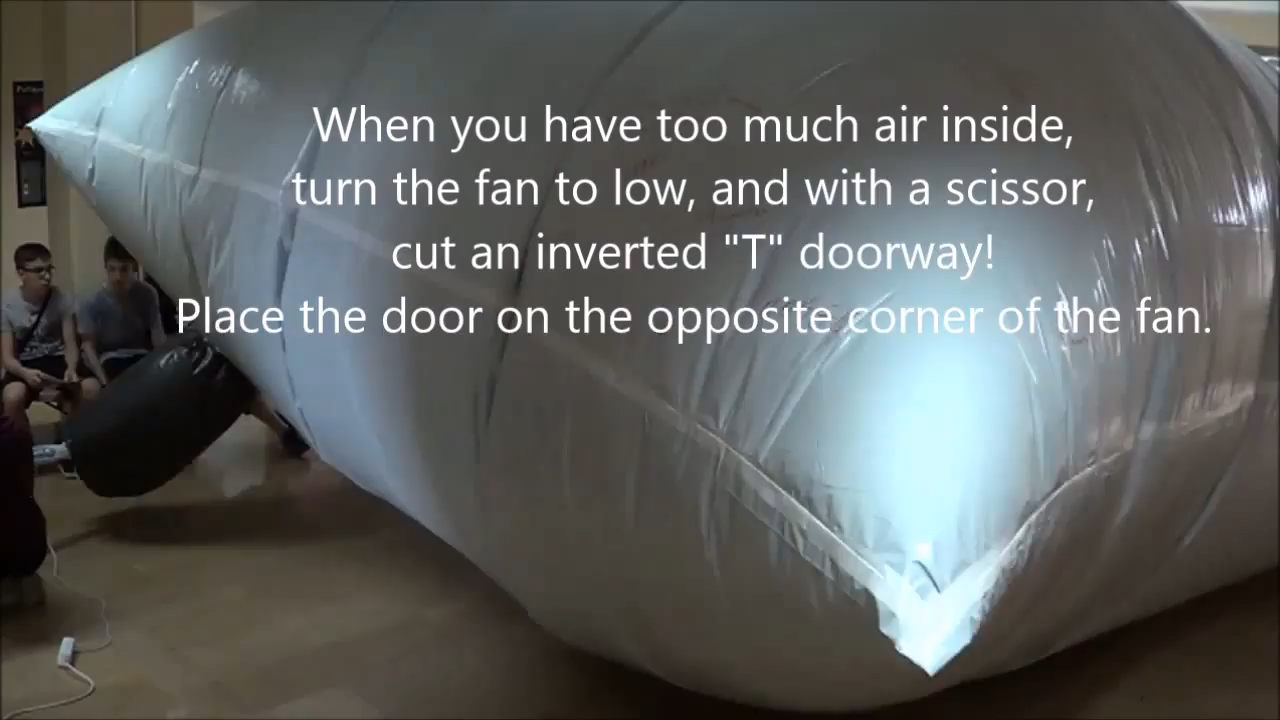 When you have too much air inside,
turn the fan to low, and with a scissor,
cut an inverted "T" doorway!
Place the door on the opposite corner of the fan.